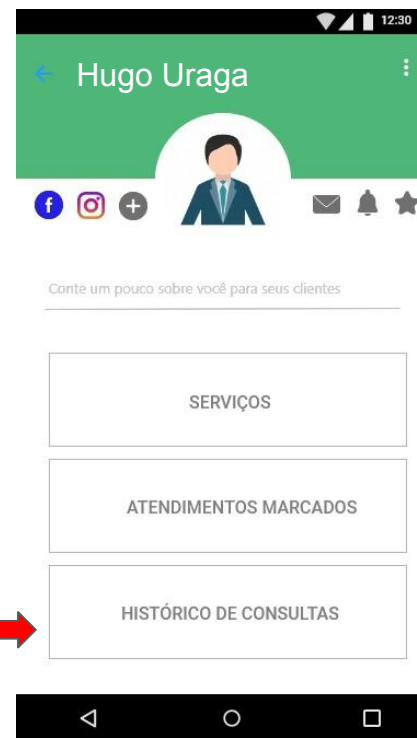 12:30
Hugo Uraga
Conte um pouco sobre você para seus clientes
SERVIÇOS
ATENDIMENTOS MARCADOS
HISTÓRICO DE CONSULTAS